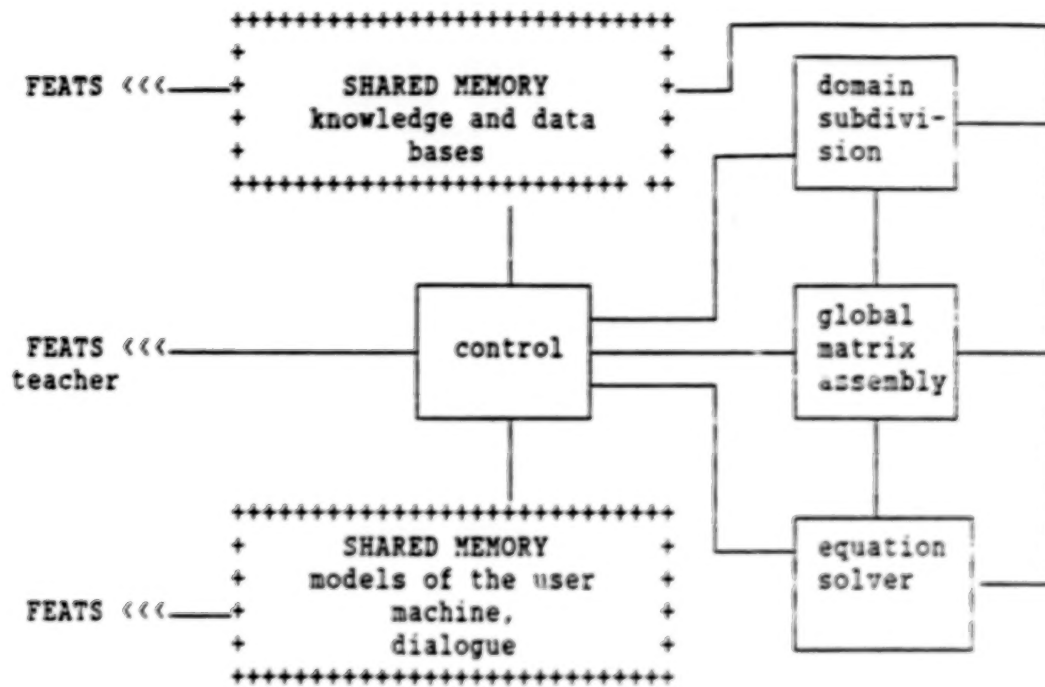 FEATS <<<
SHARED MEMORY
knowledge and data
bases
domain
subdivi-
sion
FEATS <<<
teacher
control
global
matrix
assembly
FEATS <<<
SHARED MEMORY
models of the user
machine,
dialogue
equation
solver